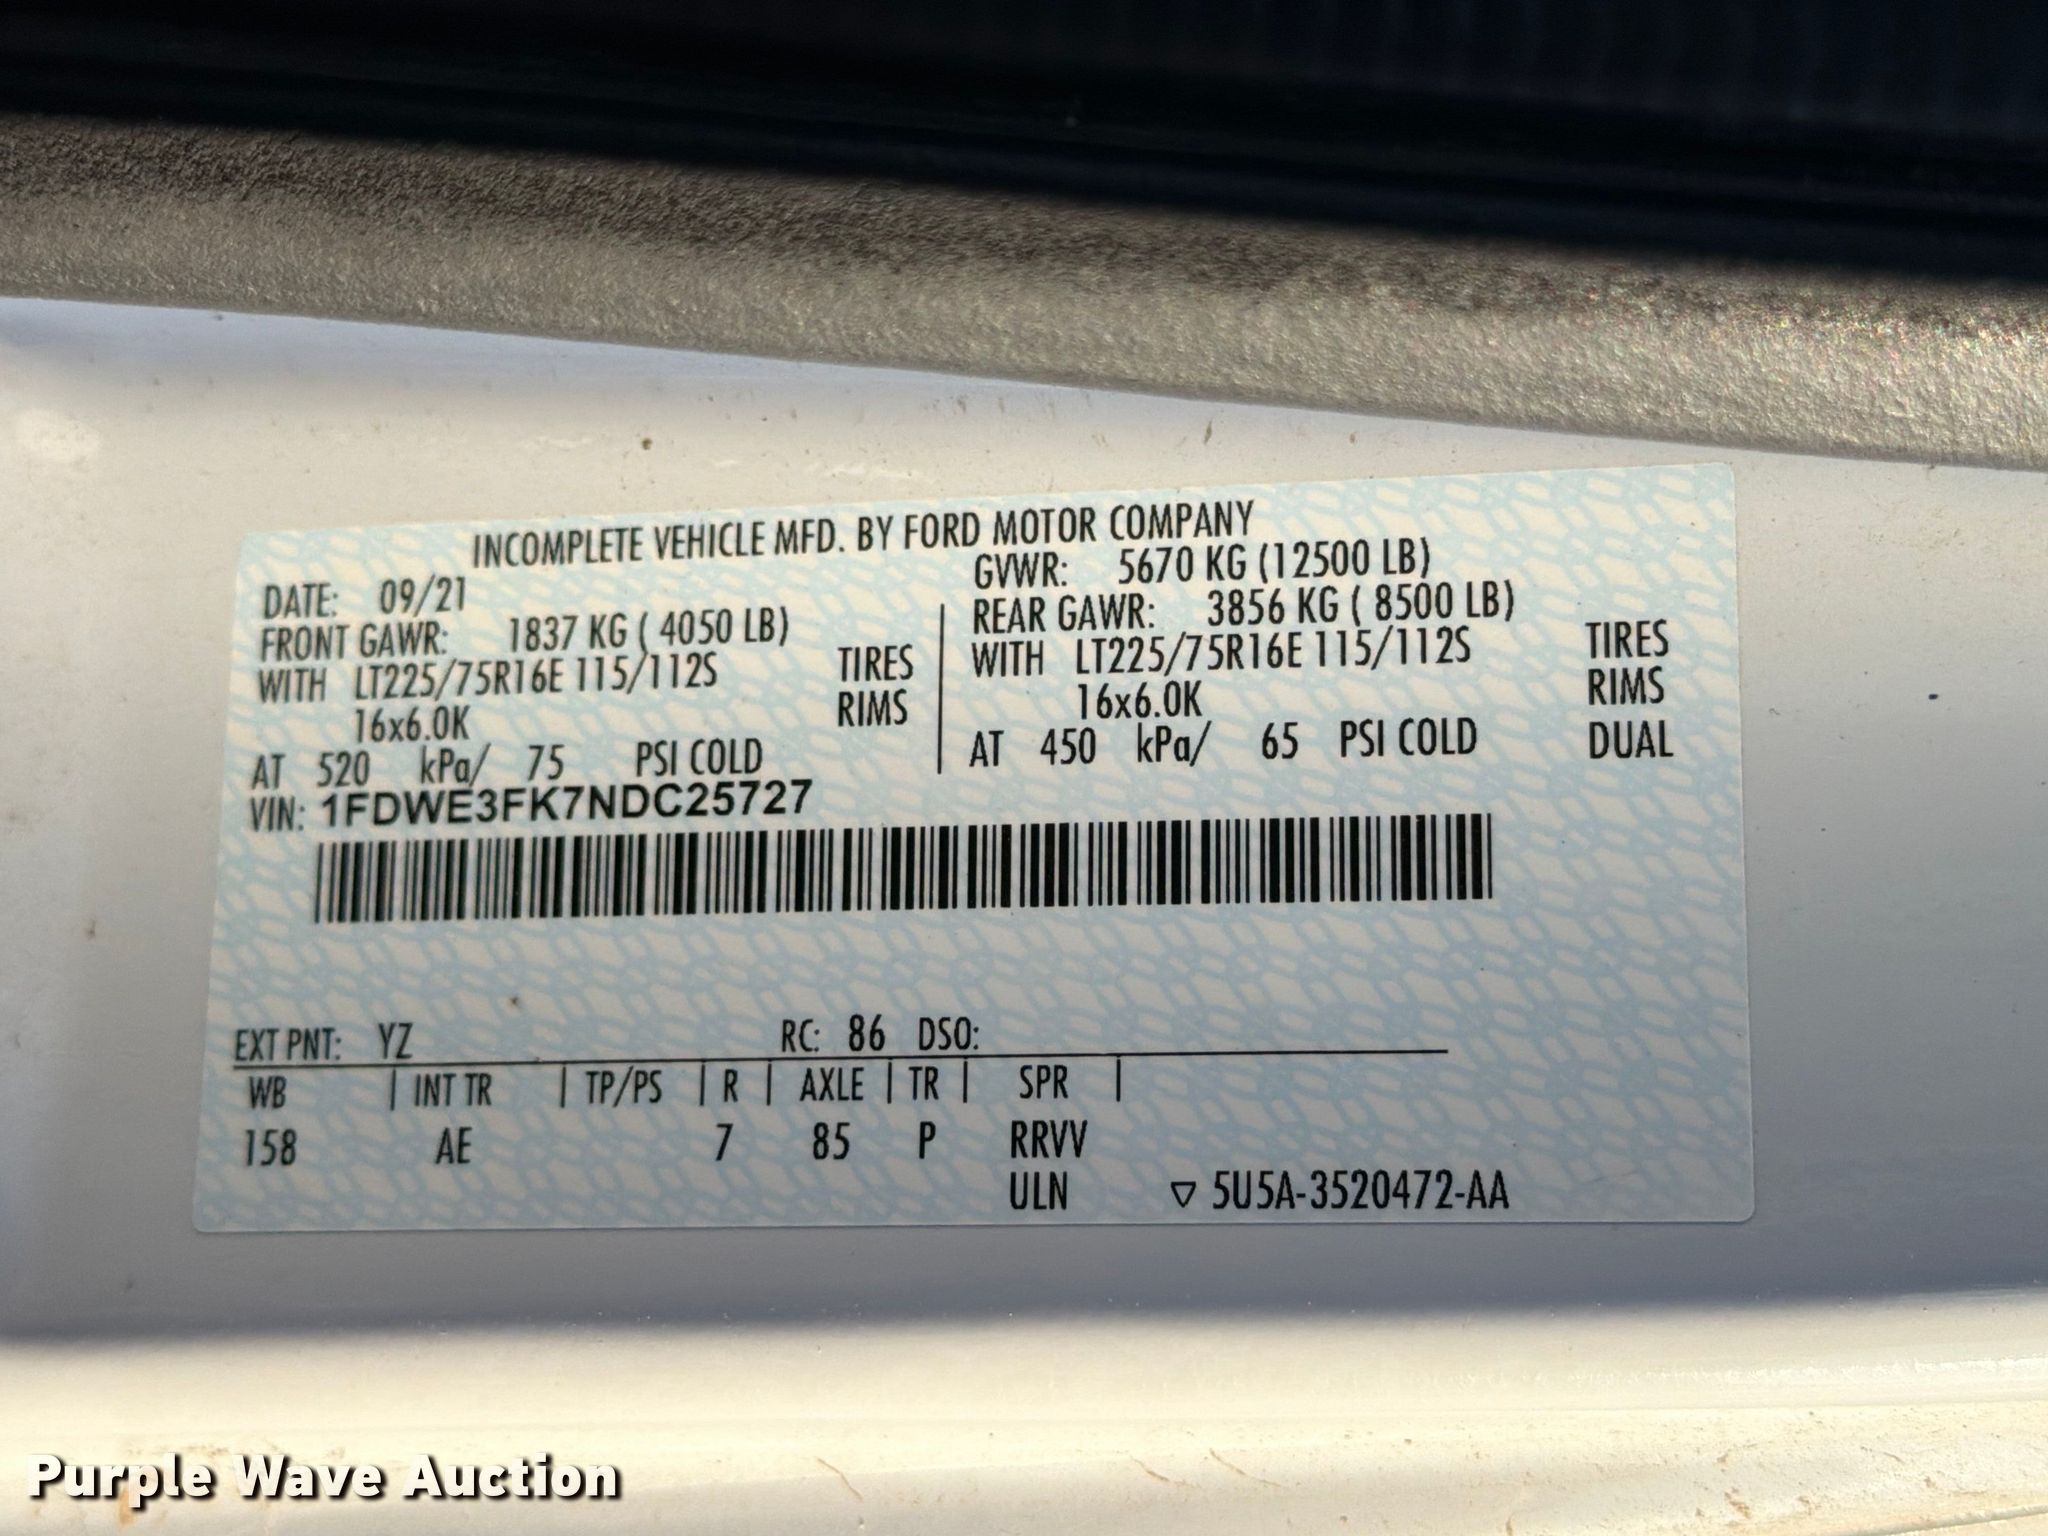 INCOMPLETE VEHICLE MFD. BY FORD MOTOR COMPANY
DATE: 09/21
GVWR: 5670 KG (12500 LB)
FRONT GAWR: 1837 KG ( 4050 LB)
REAR GAWR: 3856 KG ( 8500 LB)
WITH LT225/75R16E 115/112S TIRES
WITH LT225/75R16E 115/112S TIRES
16x6.0K RIMS
16x6.0K RIMS
AT 520 kPa/ 75 PSI COLD
AT 450 kPa/ 65 PSI COLD DUAL
VIN: 1FDWE3FK7NDC25727
EXT PNT: YZ RC: 86 DSO:
WB | INT TR | TP/PS | R | AXLE | TR | SPR |
158 AE 7 85 P RRVV
ULN ▽ 5U5A-3520472-AA
Purple Wave Auction